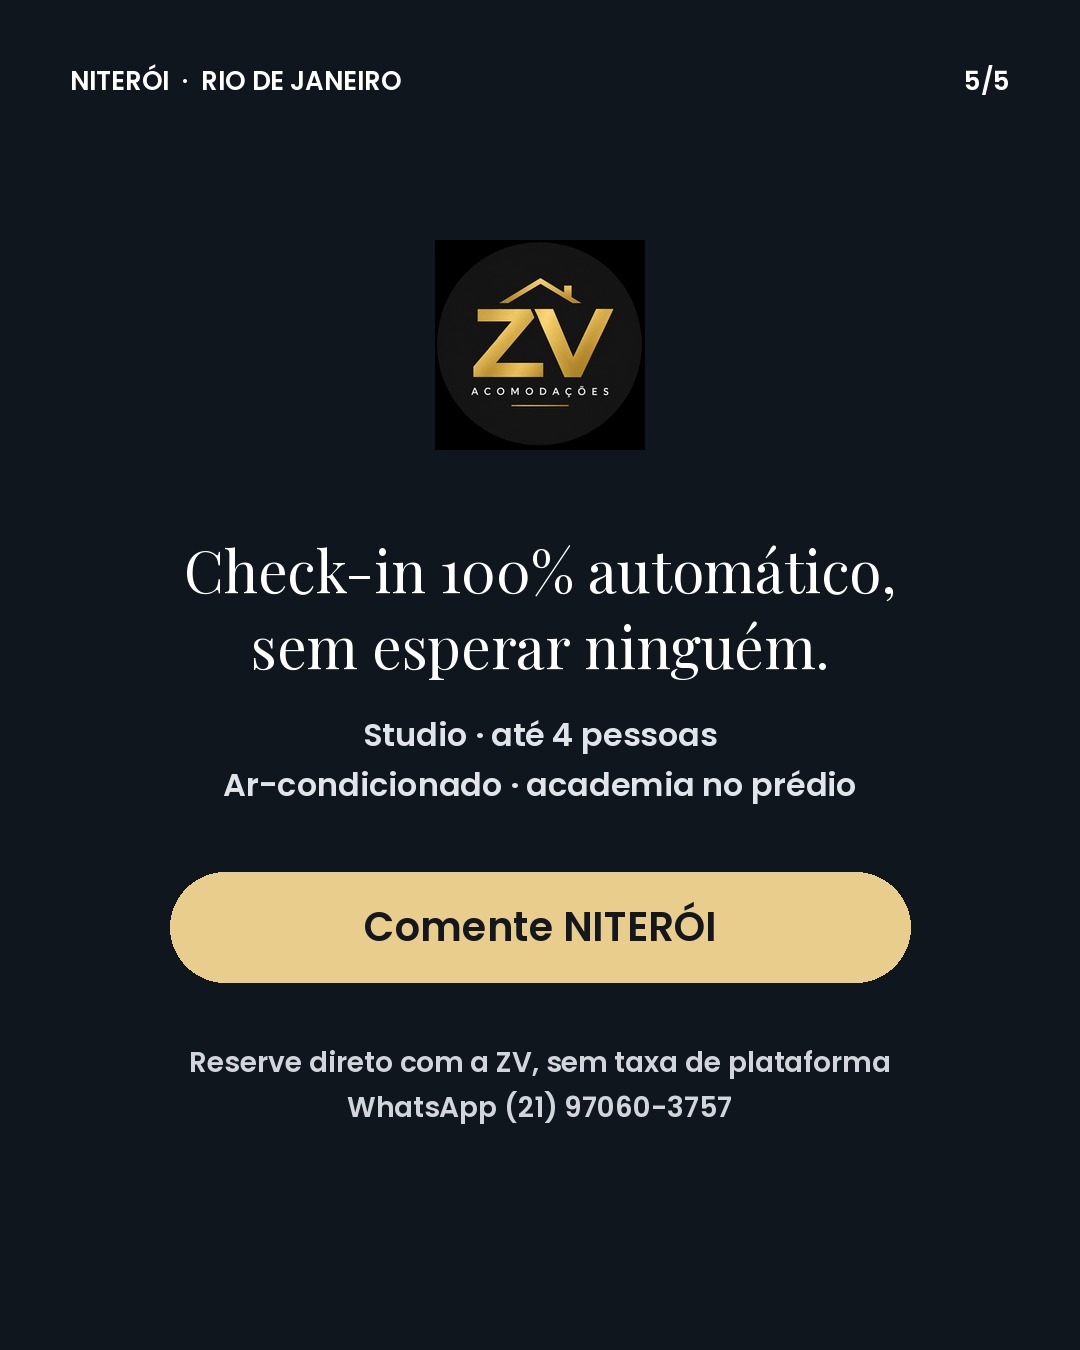 NITERÓI · RIO DE JANEIRO
5/5
ZV
ACOMODAÇÕES
Check-in 100% automático,
sem esperar ninguém.
Studio · até 4 pessoas
Ar-condicionado · academia no prédio
Comente NITERÓI
Reserve direto com a ZV, sem taxa de plataforma
WhatsApp (21) 97060-3757